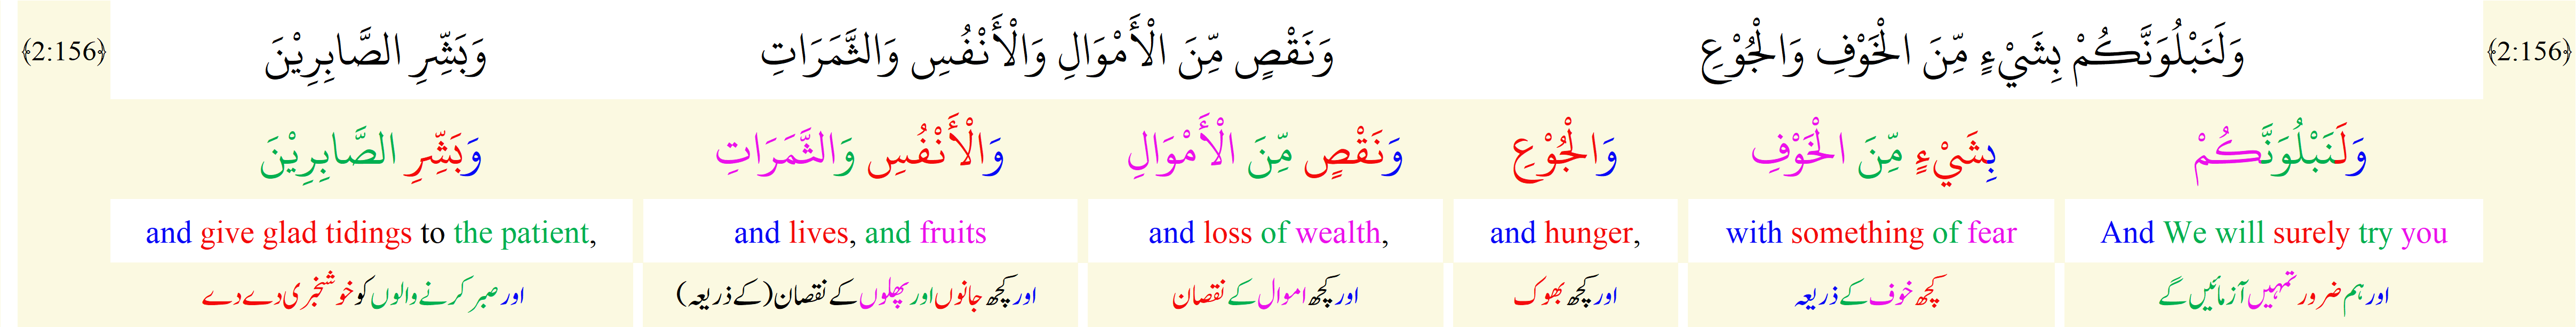 ﴿2:156﴾ وَلَنَبْلُوَنَّكُمْ بِشَيْءٍ مِّنَ الْخَوْفِ وَالْجُوْعِ وَنَقْصٍ مِّنَ الْأَمْوَالِ وَالْأَنْفُسِ وَالثَّمَرَاتِ وَبَشِّرِ الصَّابِرِيْنَ ﴿2:156﴾
وَلَنَبْلُوَنَّكُمْ بِشَيْءٍ مِّنَ الْخَوْفِ وَالْجُوْعِ وَنَقْصٍ مِّنَ الْأَمْوَالِ وَالْأَنْفُسِ وَالثَّمَرَاتِ وَبَشِّرِ الصَّابِرِيْنَ
And We will surely try you with something of fear and hunger, and loss of wealth, and lives, and fruits and give glad tidings to the patient,
اور ہم ضرور تمہیں آزمائیں گے کچھ خوف کے ذریعہ اور کچھ بھوک اور کچھ اموال کے نقصان اور کچھ جانوں اور پھلوں کے نقصان (کے ذریعہ) اور صبر کرنے والوں کو خوشخبری دے دے